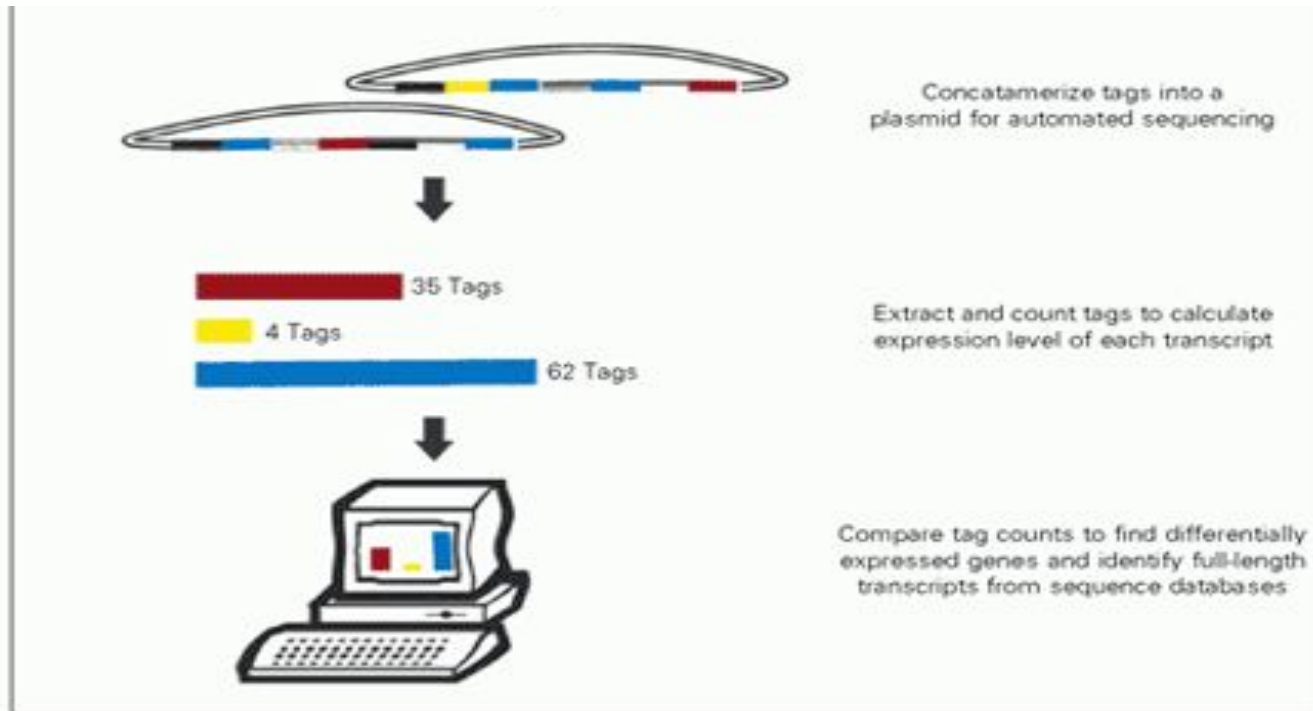 Concatamerize tags into a
plasmid for automated sequencing
35 Tags
4 Tags
62 Tags
Extract and count tags to calculate
expression level of each transcript
Compare tag counts to find differentially
expressed genes and identify full-length
transcripts from sequence databases